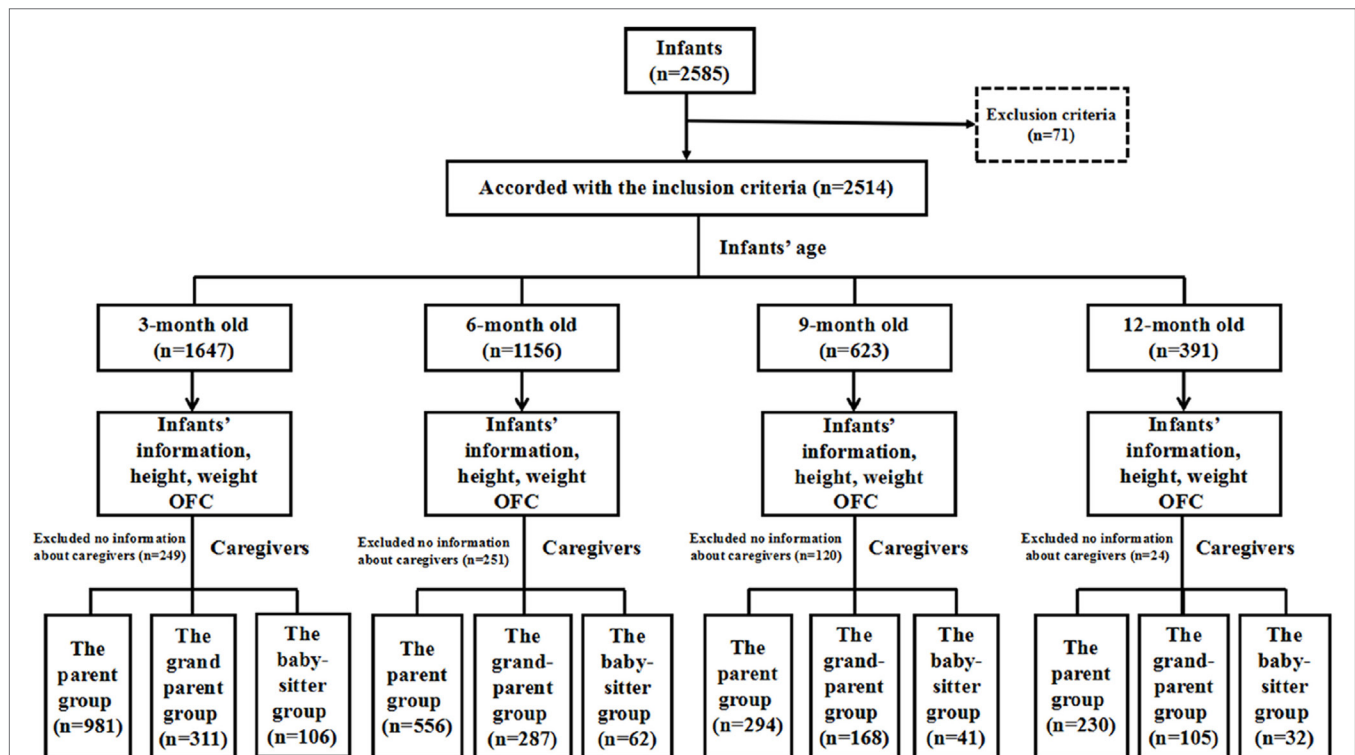 Infants
(n=2585)
Exclusion criteria
(n=71)
Accorded with the inclusion criteria (n=2514)
Infants' age
3-month old
(n=1647)
6-month old
(n=1156)
9-month old
(n=623)
12-month old
(n=391)
Infants'
information,
height, weight
OFC
Infants'
information,
height, weight
OFC
Infants'
information,
height, weight
OFC
Infants'
information,
height, weight
OFC
Excluded no information
about caregivers (n=249)
Caregivers
Excluded no information
about caregivers (n=251)
Caregivers
Excluded no information
about caregivers (n=120)
Caregivers
Excluded no information
about caregivers (n=24)
Caregivers
The
parent
group
(n=981)
The
grand
parent
group
(n=311)
The
baby-
sitter
group
(n=106)
The
parent
group
(n=556)
The
grand-
parent
group
(n=287)
The
baby-
sitter
group
(n=62)
The
parent
group
(n=294)
The
grand-
parent
group
(n=168)
The
baby-
sitter
group
(n=41)
The
parent
group
(n=230)
The
grand-
parent
group
(n=105)
The
baby-
sitter
group
(n=32)